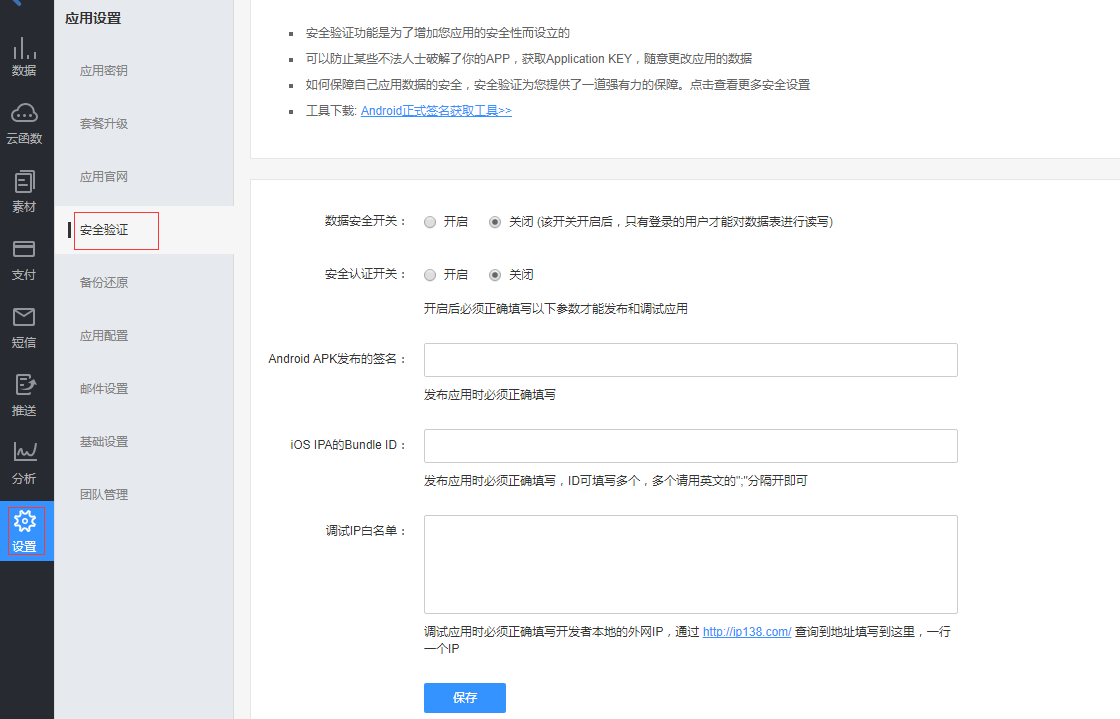 数据
云函数
素材
支付
短信
推送
分析
设置
应用设置
应用密钥
套餐升级
应用官网
安全验证
备份还原
应用配置
邮件设置
基础设置
团队管理
安全验证功能是为了增加您应用的安全性而设立的
可以防止某些不法人士破解了你的APP，获取Application KEY，随意更改应用的数据
如何保障自己应用数据的安全，安全验证为您提供了一道强有力的保障。点击查看更多安全设置
工具下载: Android正式签名获取工具>>
数据安全开关： 开启 关闭 (该开关开启后，只有登录的用户才能对数据表进行读写)
安全认证开关： 开启 关闭
开启后必须正确填写以下参数才能发布和调试应用
Android APK发布的签名：
发布应用时必须正确填写
iOS IPA的Bundle ID：
发布应用时必须正确填写，ID可填写多个，多个请用英文的";"分隔开即可
调试IP白名单：
调试应用时必须正确填写开发者本地的外网IP，通过 http://ip138.com/ 查询到地址填写到这里，一行
一个IP
保存